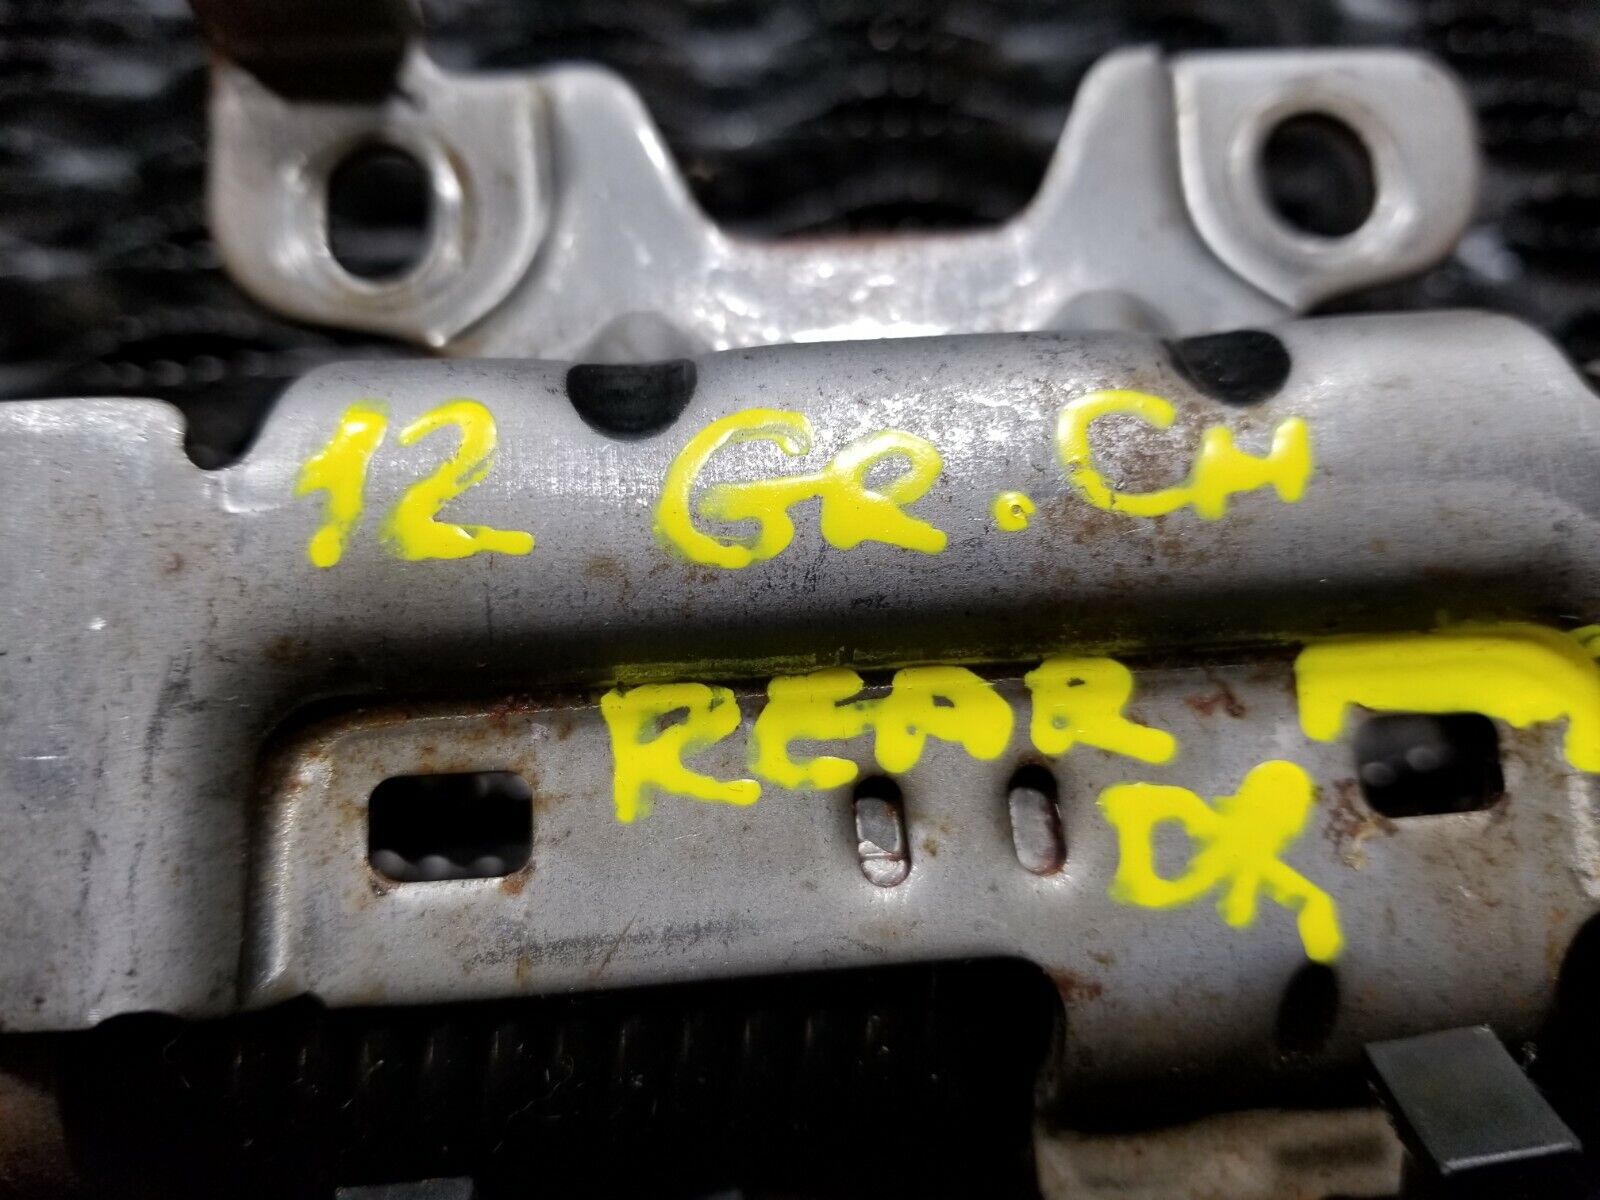 12 GR. CH
REAR
DR,